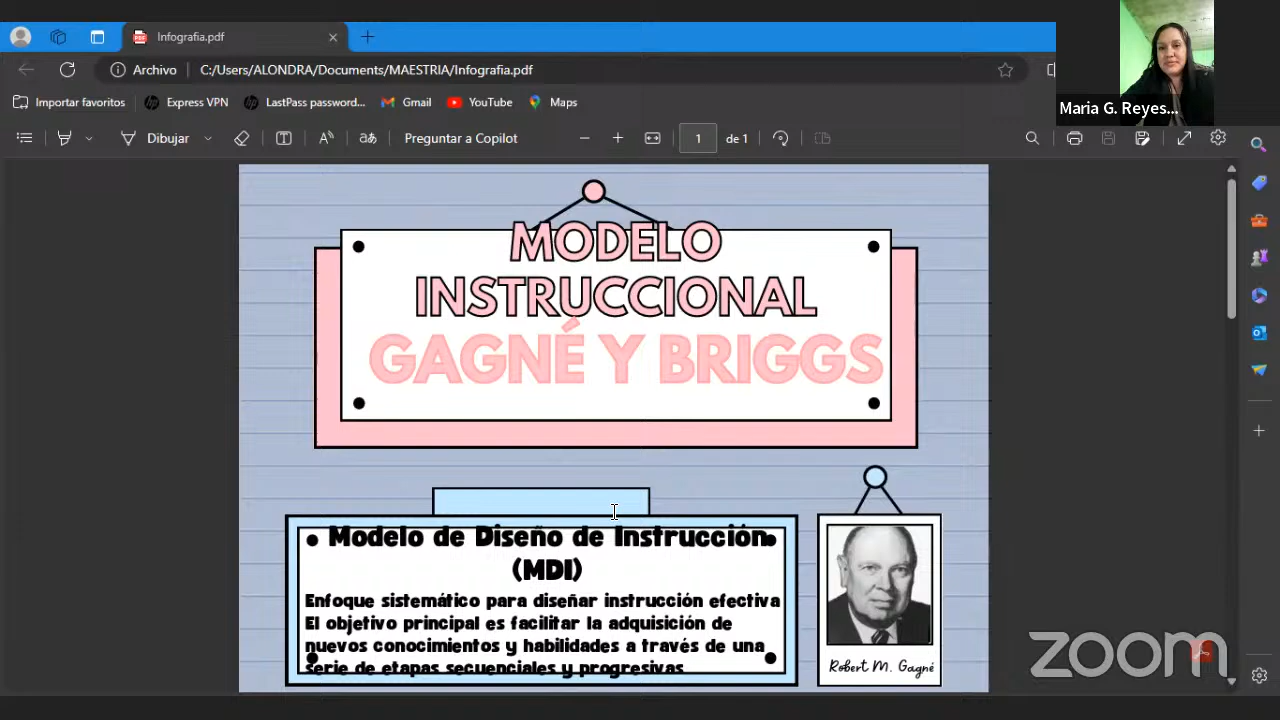 Infografia.pdf
Archivo
C:/Users/ALONDRA/Documents/MAESTRIA/Infografia.pdf
Maria G. Reyes...
Importar favoritos
Express VPN
LastPass password...
Gmail
YouTube
Maps
Dibujar
Preguntar a Copilot
1
de 1
MODELO
INSTRUCCIONAL
GAGNÉ Y BRIGGS
Modelo de Diseño de Instrucción
(MDI)
Enfoque sistemático para diseñar instrucción efectiva
El objetivo principal es facilitar la adquisición de
nuevos conocimientos y habilidades a través de una
serie de etapas secuenciales y progresivas
Robert M. Gagné
zoom